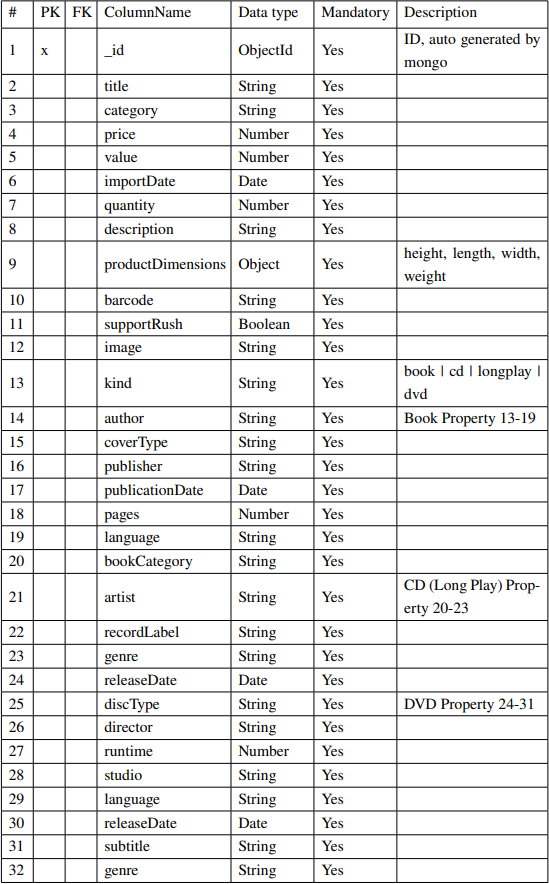 # PK FK ColumnName Data type Mandatory Description
1 x _id ObjectId Yes ID, auto generated by
mongo
2 title String Yes
3 category String Yes
4 price Number Yes
5 value Number Yes
6 importDate Date Yes
7 quantity Number Yes
8 description String Yes
9 productDimensions Object Yes height, length, width,
weight
10 barcode String Yes
11 supportRush Boolean Yes
12 image String Yes
13 kind String Yes book | cd | longplay |
dvd
14 author String Yes Book Property 13-19
15 coverType String Yes
16 publisher String Yes
17 publicationDate Date Yes
18 pages Number Yes
19 language String Yes
20 bookCategory String Yes
21 artist String Yes CD (Long Play) Prop-
erty 20-23
22 recordLabel String Yes
23 genre String Yes
24 releaseDate Date Yes
25 discType String Yes DVD Property 24-31
26 director String Yes
27 runtime Number Yes
28 studio String Yes
29 language String Yes
30 releaseDate Date Yes
31 subtitle String Yes
32 genre String Yes